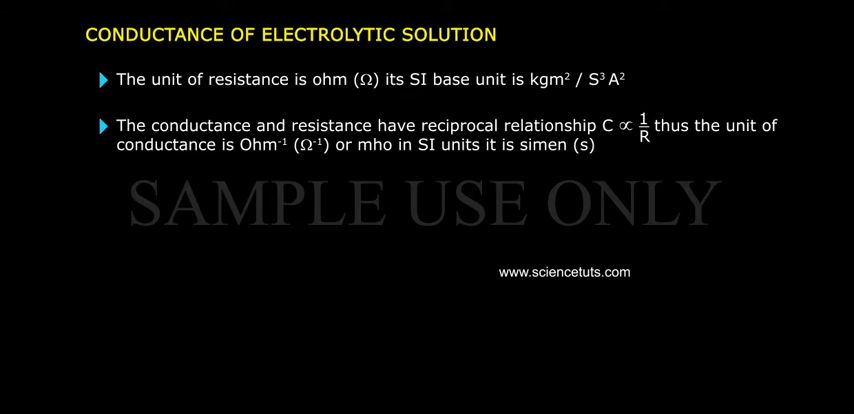 CONDUCTANCE OF ELECTROLYTIC SOLUTION
The unit of resistance is ohm (Ω) its SI base unit is kgm² / S³ A²
The conductance and resistance have reciprocal relationship C ∝ 1/R thus the unit of
conductance is Ohm⁻¹ (Ω⁻¹) or mho in SI units it is simen (s)
SAMPLE USE ONLY
www.sciencetuts.com